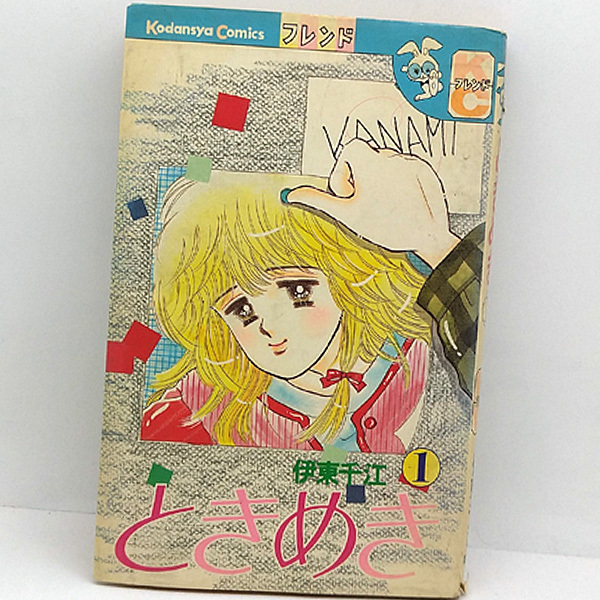 Kodansya Comics フレンド
フレンド
KC
KANAMI
伊東千江 1
ときめき